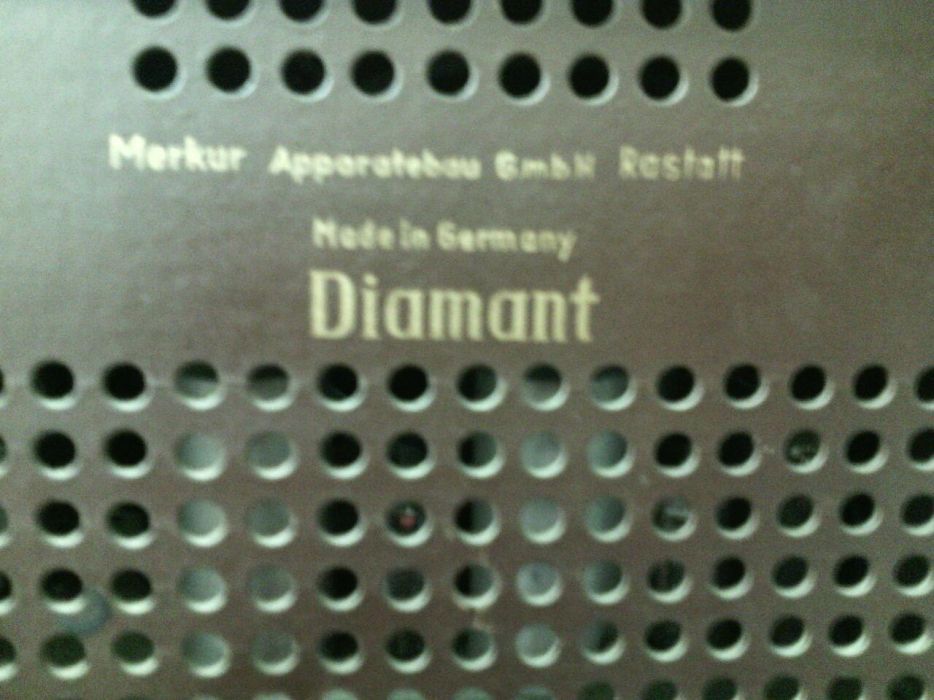 Merkur Apparatebau GmbH Rastatt
Made in Germany
Diamant